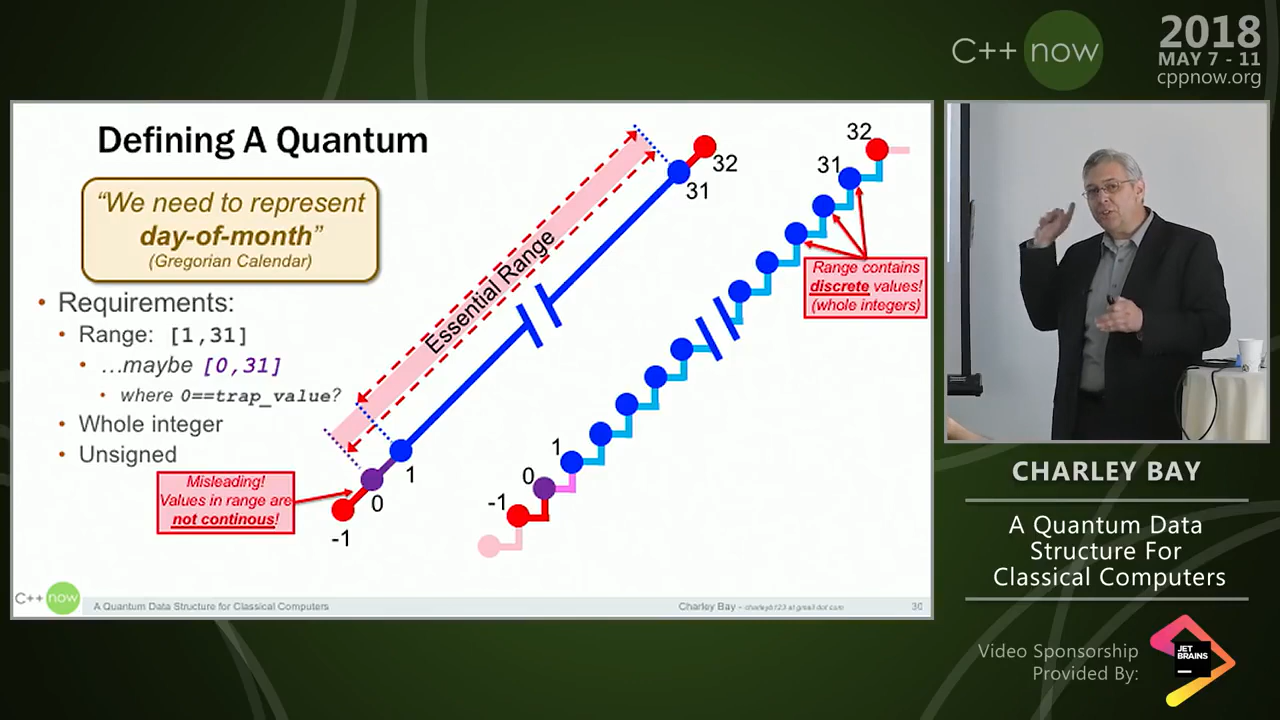 C++ now
2018
MAY 7 - 11
cppnow.org
Defining A Quantum
“We need to represent
day-of-month”
(Gregorian Calendar)
• Requirements:
• Range: [1,31]
• …maybe [0,31]
• where 0==trap_value?
• Whole integer
• Unsigned
Misleading!
Values in range are
not continous!
-1
0
1
Essential Range
31
32
-1
0
1
31
32
Range contains
discrete values!
(whole integers)
C++ now
A Quantum Data Structure for Classical Computers
Charley Bay - charleyb123 at gmail dot com
30
CHARLEY BAY
A Quantum Data
Structure For
Classical Computers
Video Sponsorship
Provided By:
JET
BRAINS